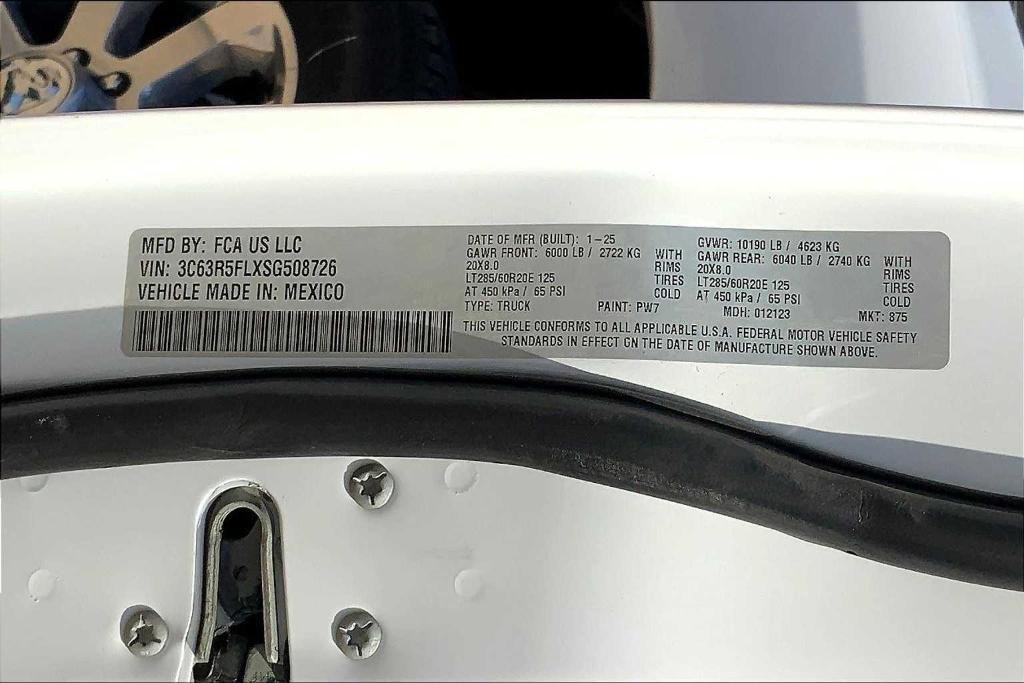 MFD BY: FCA US LLC
VIN: 3C63R5FLXSG508726
VEHICLE MADE IN: MEXICO
DATE OF MFR (BUILT): 1-25
GAWR FRONT: 6000 LB / 2722 KG WITH
20X8.0 RIMS
LT285/60R20E 125 TIRES
AT 450 kPa / 65 PSI COLD
TYPE: TRUCK PAINT: PW7
GVWR: 10190 LB / 4623 KG
GAWR REAR: 6040 LB / 2740 KG WITH
20X8.0 RIMS
LT285/60R20E 125 TIRES
AT 450 kPa / 65 PSI COLD
MDH: 012123 MKT: 875
THIS VEHICLE CONFORMS TO ALL APPLICABLE U.S.A. FEDERAL MOTOR VEHICLE SAFETY
STANDARDS IN EFFECT ON THE DATE OF MANUFACTURE SHOWN ABOVE.